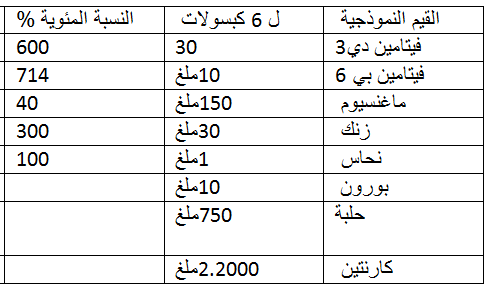 القيم النموذجية ل 6 كبسولات النسبة المئوية %
فيتامين دي3 30 600
فيتامين بي 6 10ملغ 714
ماغنسيوم 150ملغ 40
زنك 30ملغ 300
نحاس 1ملغ 100
بورون 10ملغ
حلبة 750ملغ
كارنتين 2.2000ملغ